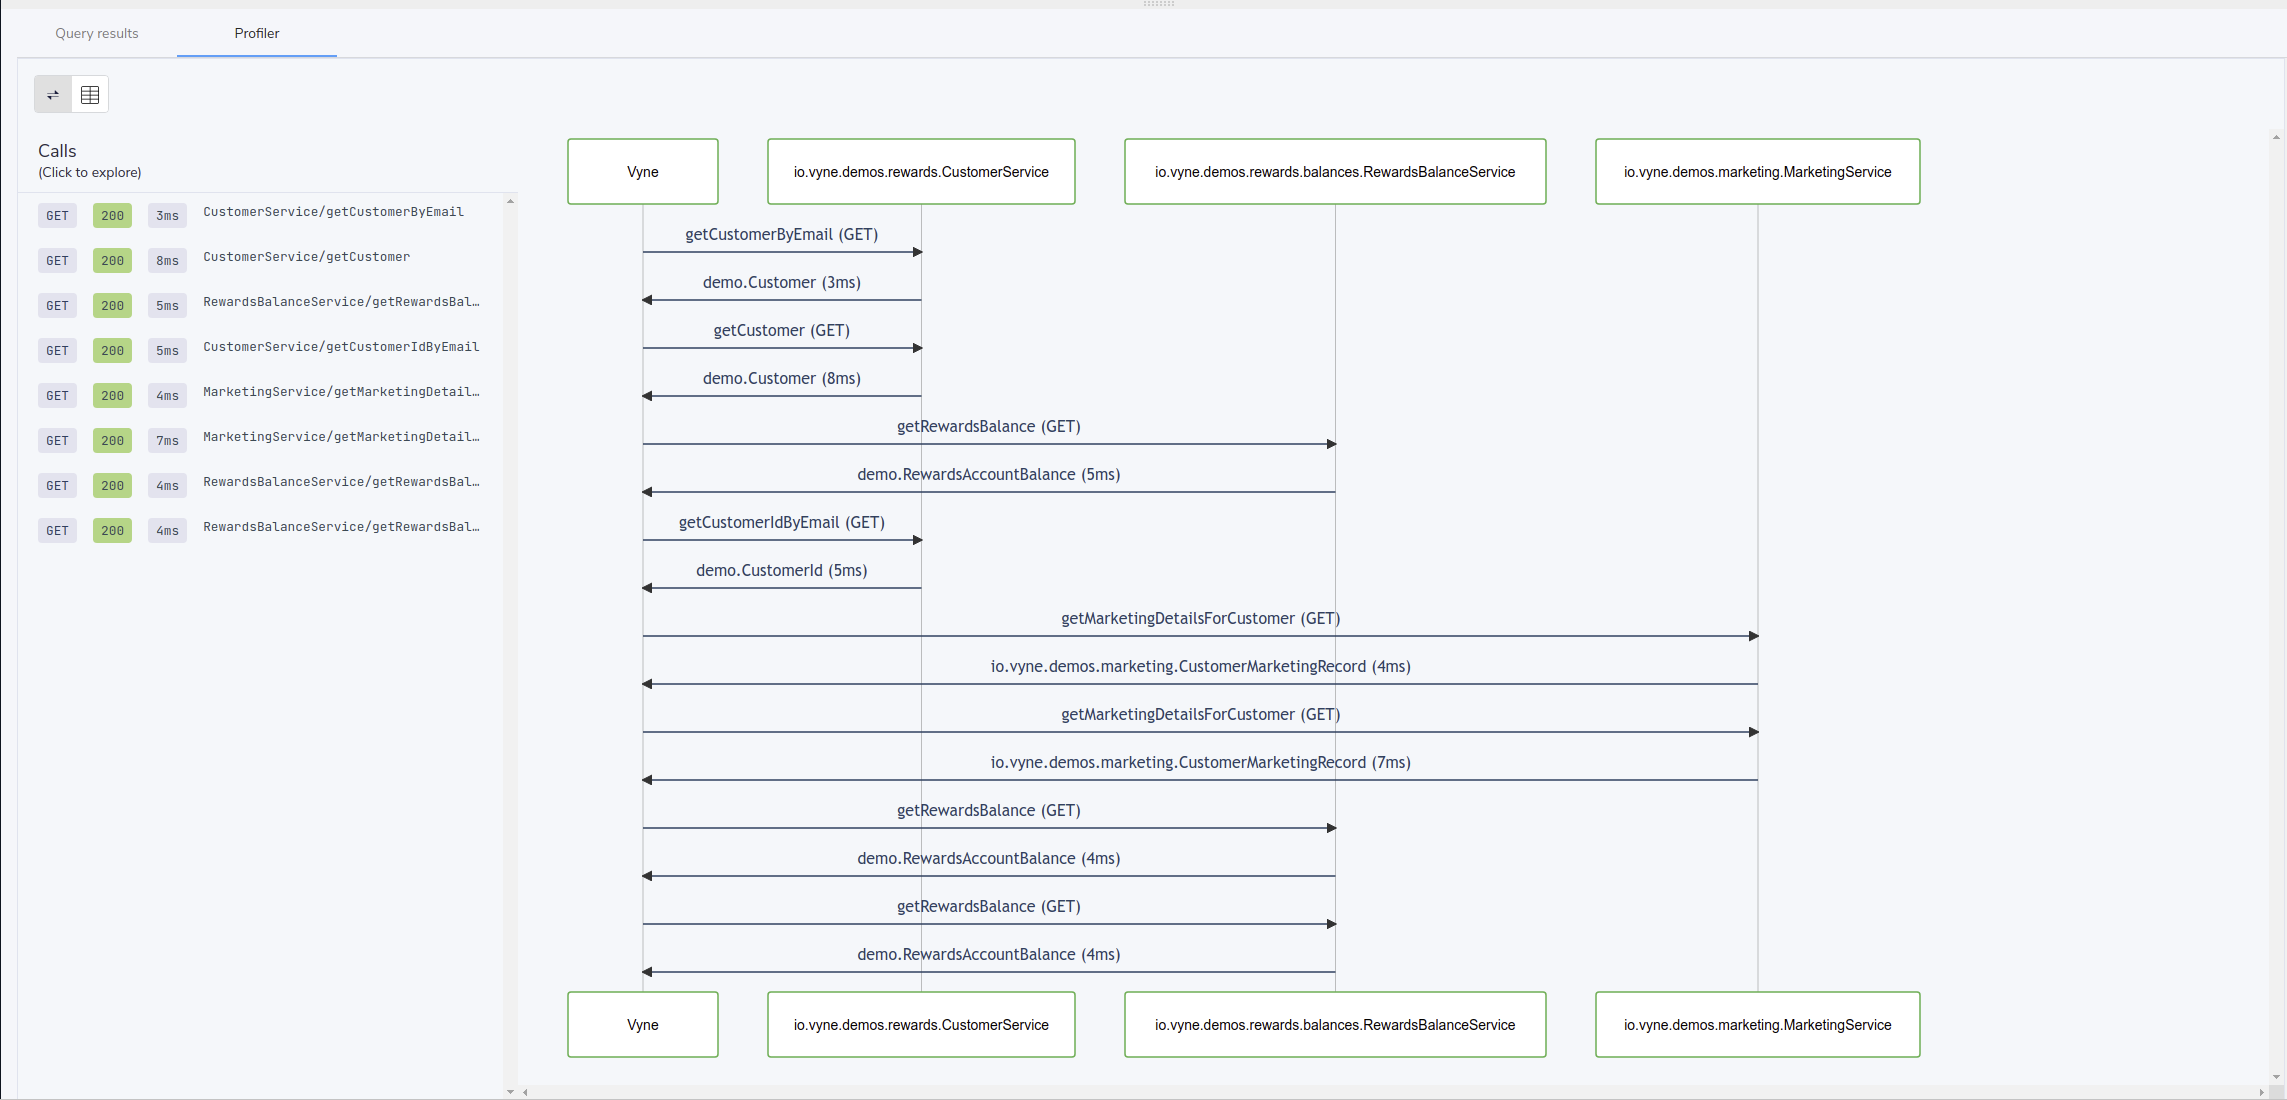 Query results
Profiler
Calls
(Click to explore)
GET 200 3ms CustomerService/getCustomerByEmail
GET 200 8ms CustomerService/getCustomer
GET 200 5ms RewardsBalanceService/getRewardsBal…
GET 200 5ms CustomerService/getCustomerIdByEmail
GET 200 4ms MarketingService/getMarketingDetail…
GET 200 7ms MarketingService/getMarketingDetail…
GET 200 4ms RewardsBalanceService/getRewardsBal…
GET 200 4ms RewardsBalanceService/getRewardsBal…
Vyne
io.vyne.demos.rewards.CustomerService
io.vyne.demos.rewards.balances.RewardsBalanceService
io.vyne.demos.marketing.MarketingService
getCustomerByEmail (GET)
demo.Customer (3ms)
getCustomer (GET)
demo.Customer (8ms)
getRewardsBalance (GET)
demo.RewardsAccountBalance (5ms)
getCustomerIdByEmail (GET)
demo.CustomerId (5ms)
getMarketingDetailsForCustomer (GET)
io.vyne.demos.marketing.CustomerMarketingRecord (4ms)
getMarketingDetailsForCustomer (GET)
io.vyne.demos.marketing.CustomerMarketingRecord (7ms)
getRewardsBalance (GET)
demo.RewardsAccountBalance (4ms)
getRewardsBalance (GET)
demo.RewardsAccountBalance (4ms)
Vyne
io.vyne.demos.rewards.CustomerService
io.vyne.demos.rewards.balances.RewardsBalanceService
io.vyne.demos.marketing.MarketingService